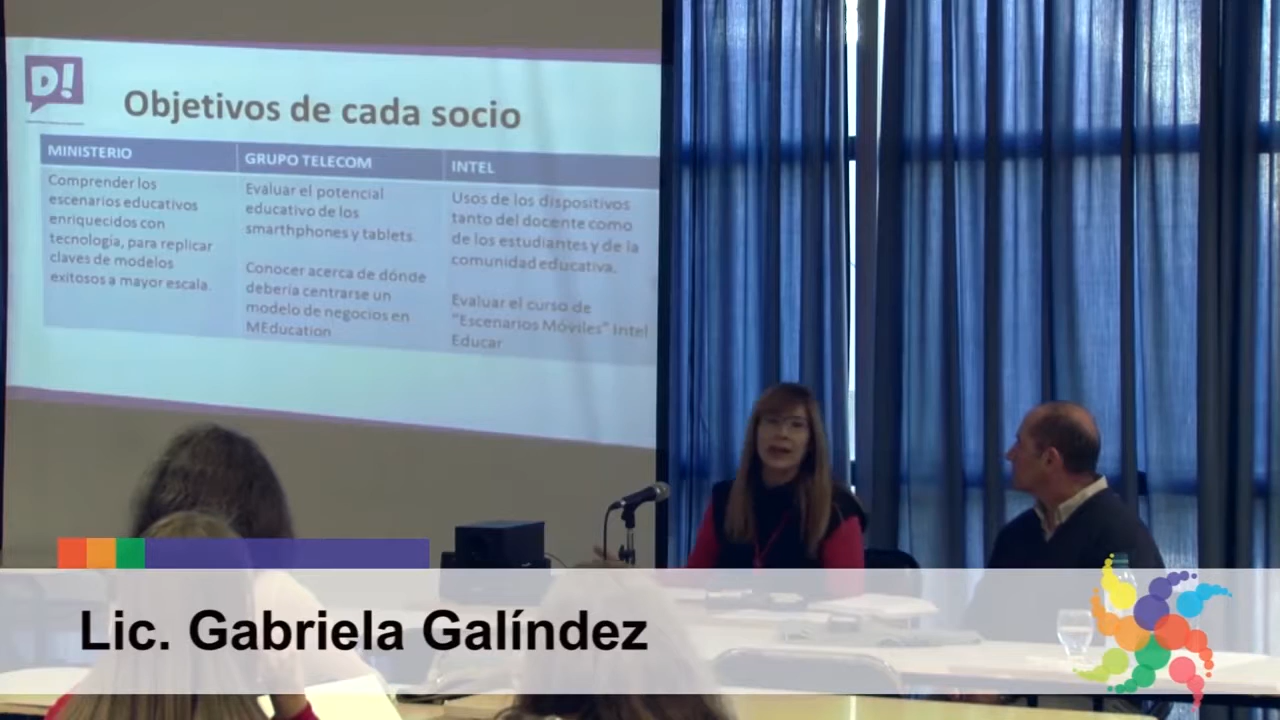 D!
Objetivos de cada socio
MINISTERIO
Comprender los
escenarios educativos
enriquecidos con
tecnología, para replicar
claves de modelos
exitosos a mayor escala.
GRUPO TELECOM
Evaluar el potencial
educativo de los
smarthphones y tablets.
Conocer acerca de dónde
debería centrarse un
modelo de negocios en
MEducation
INTEL
Usos de los dispositivos
tanto del docente como
de los estudiantes y de la
comunidad educativa.
Evaluar el curso de
"Escenarios Móviles" Intel
Educar
Lic. Gabriela Galíndez